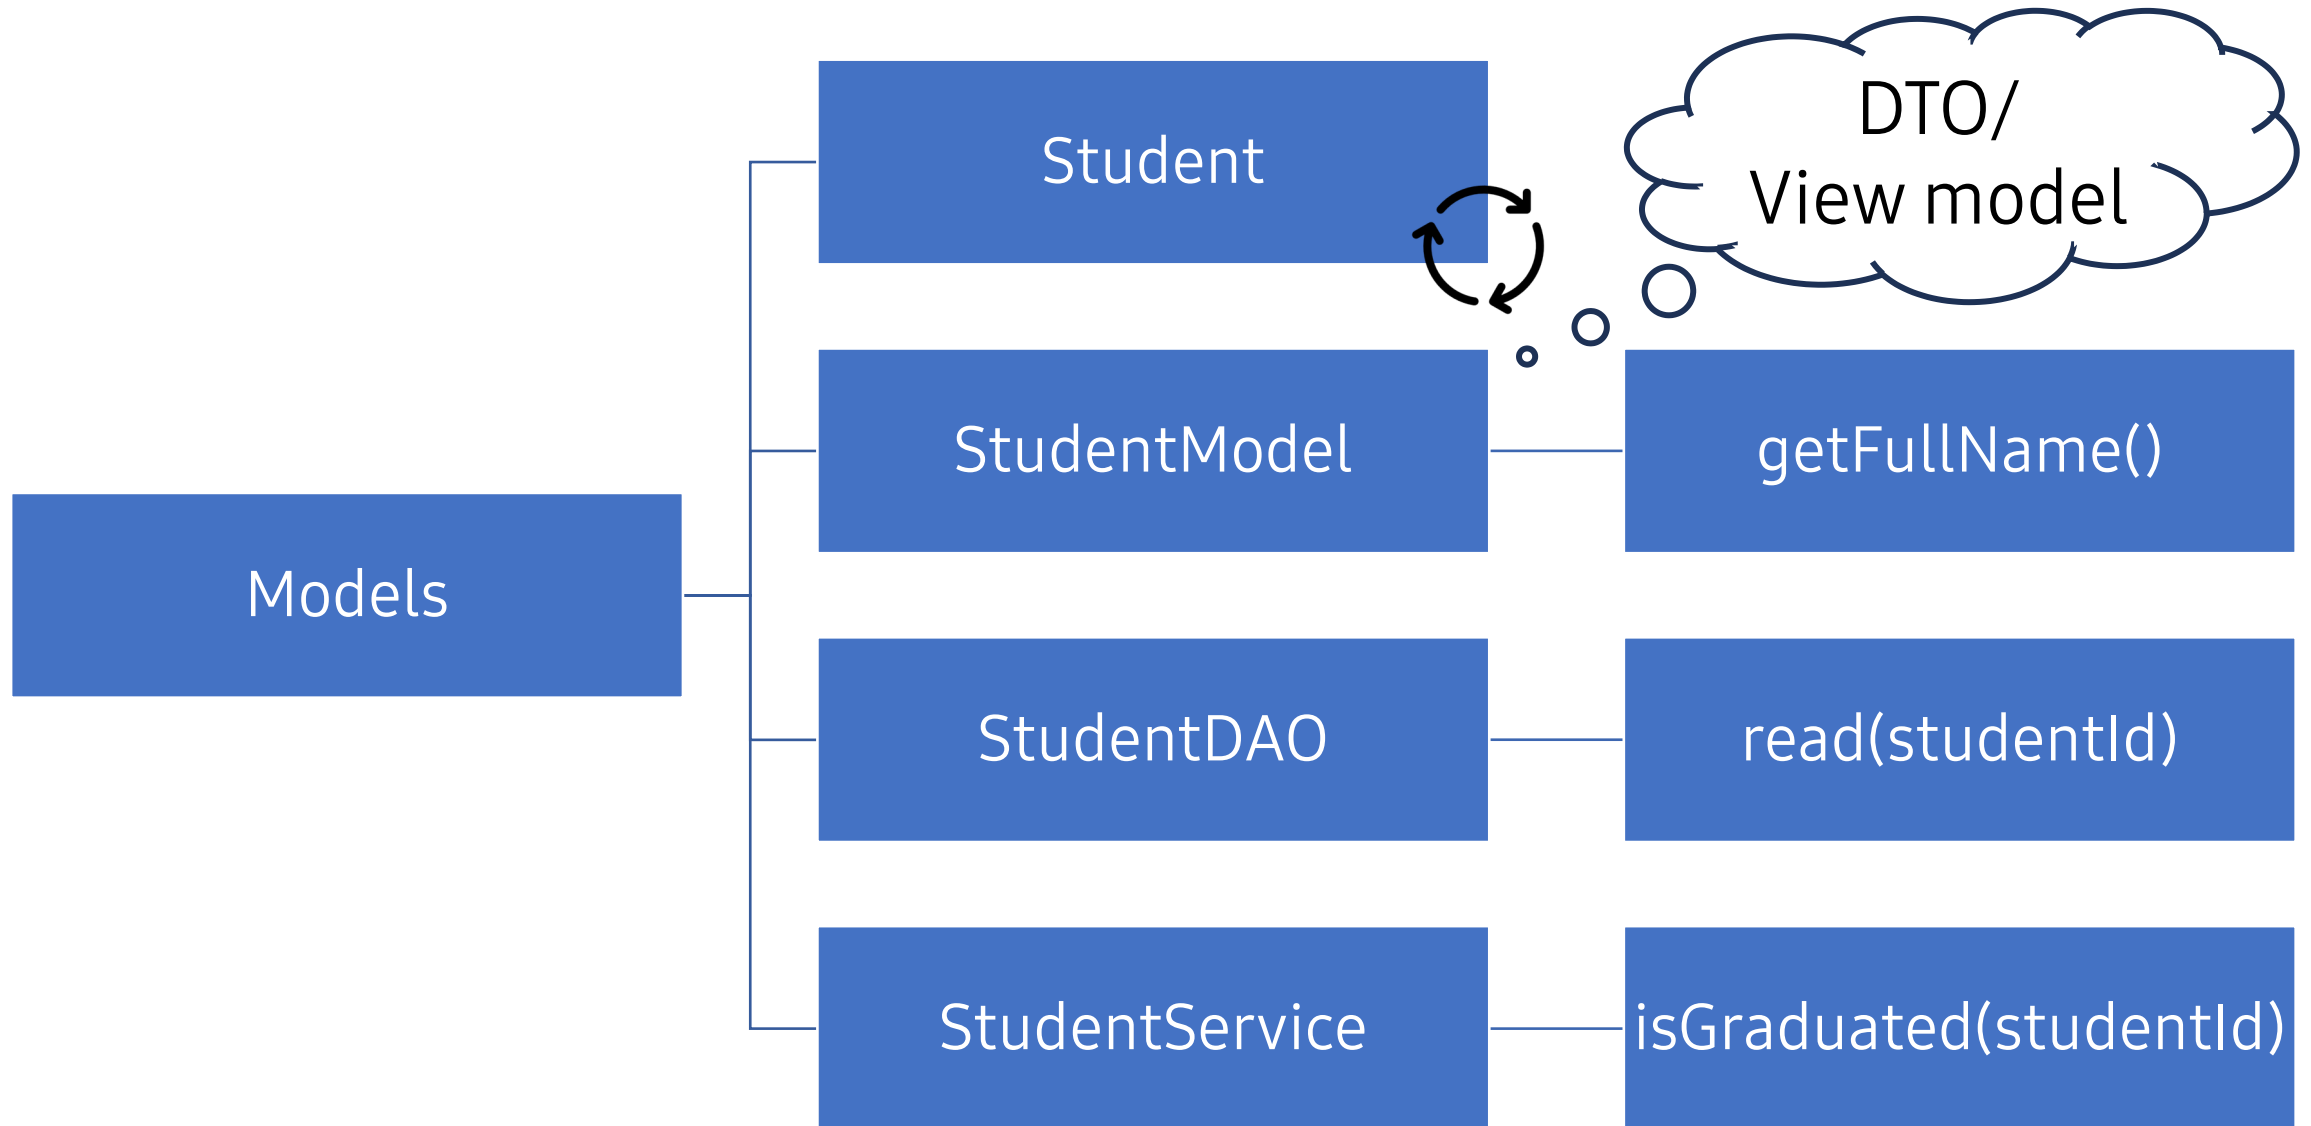 Student
DTO/
View model
StudentModel
getFullName()
Models
StudentDAO
read(studentId)
StudentService
isGraduated(studentId)